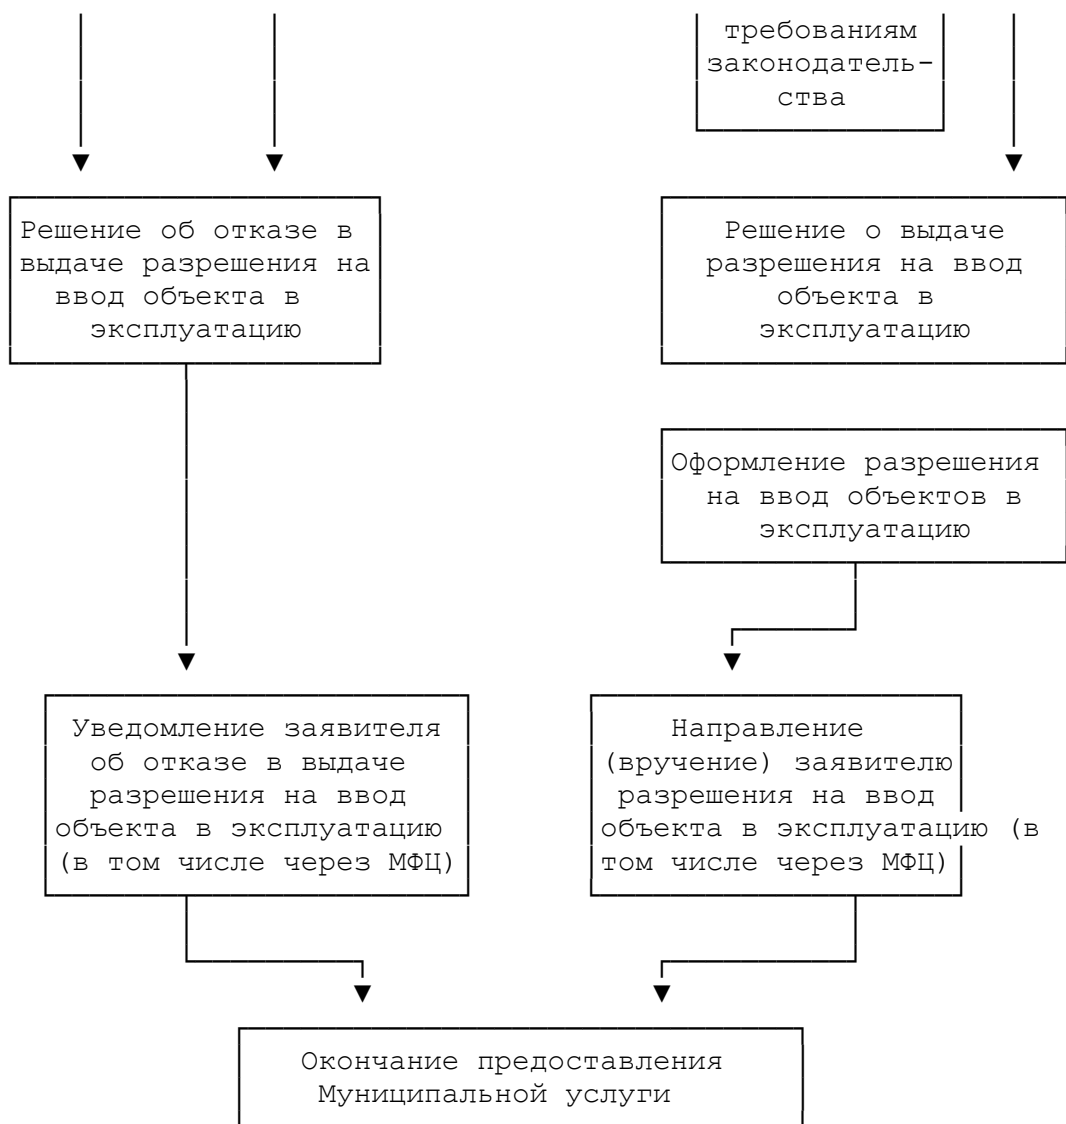 требованиям
законодатель-
ства
Решение об отказе в
выдаче разрешения на
ввод объекта в
эксплуатацию
Решение о выдаче
разрешения на ввод
объекта в
эксплуатацию
Оформление разрешения
на ввод объектов в
эксплуатацию
Уведомление заявителя
об отказе в выдаче
разрешения на ввод
объекта в эксплуатацию
(в том числе через МФЦ)
Направление
(вручение) заявителю
разрешения на ввод
объекта в эксплуатацию (в
том числе через МФЦ)
Окончание предоставления
Муниципальной услуги